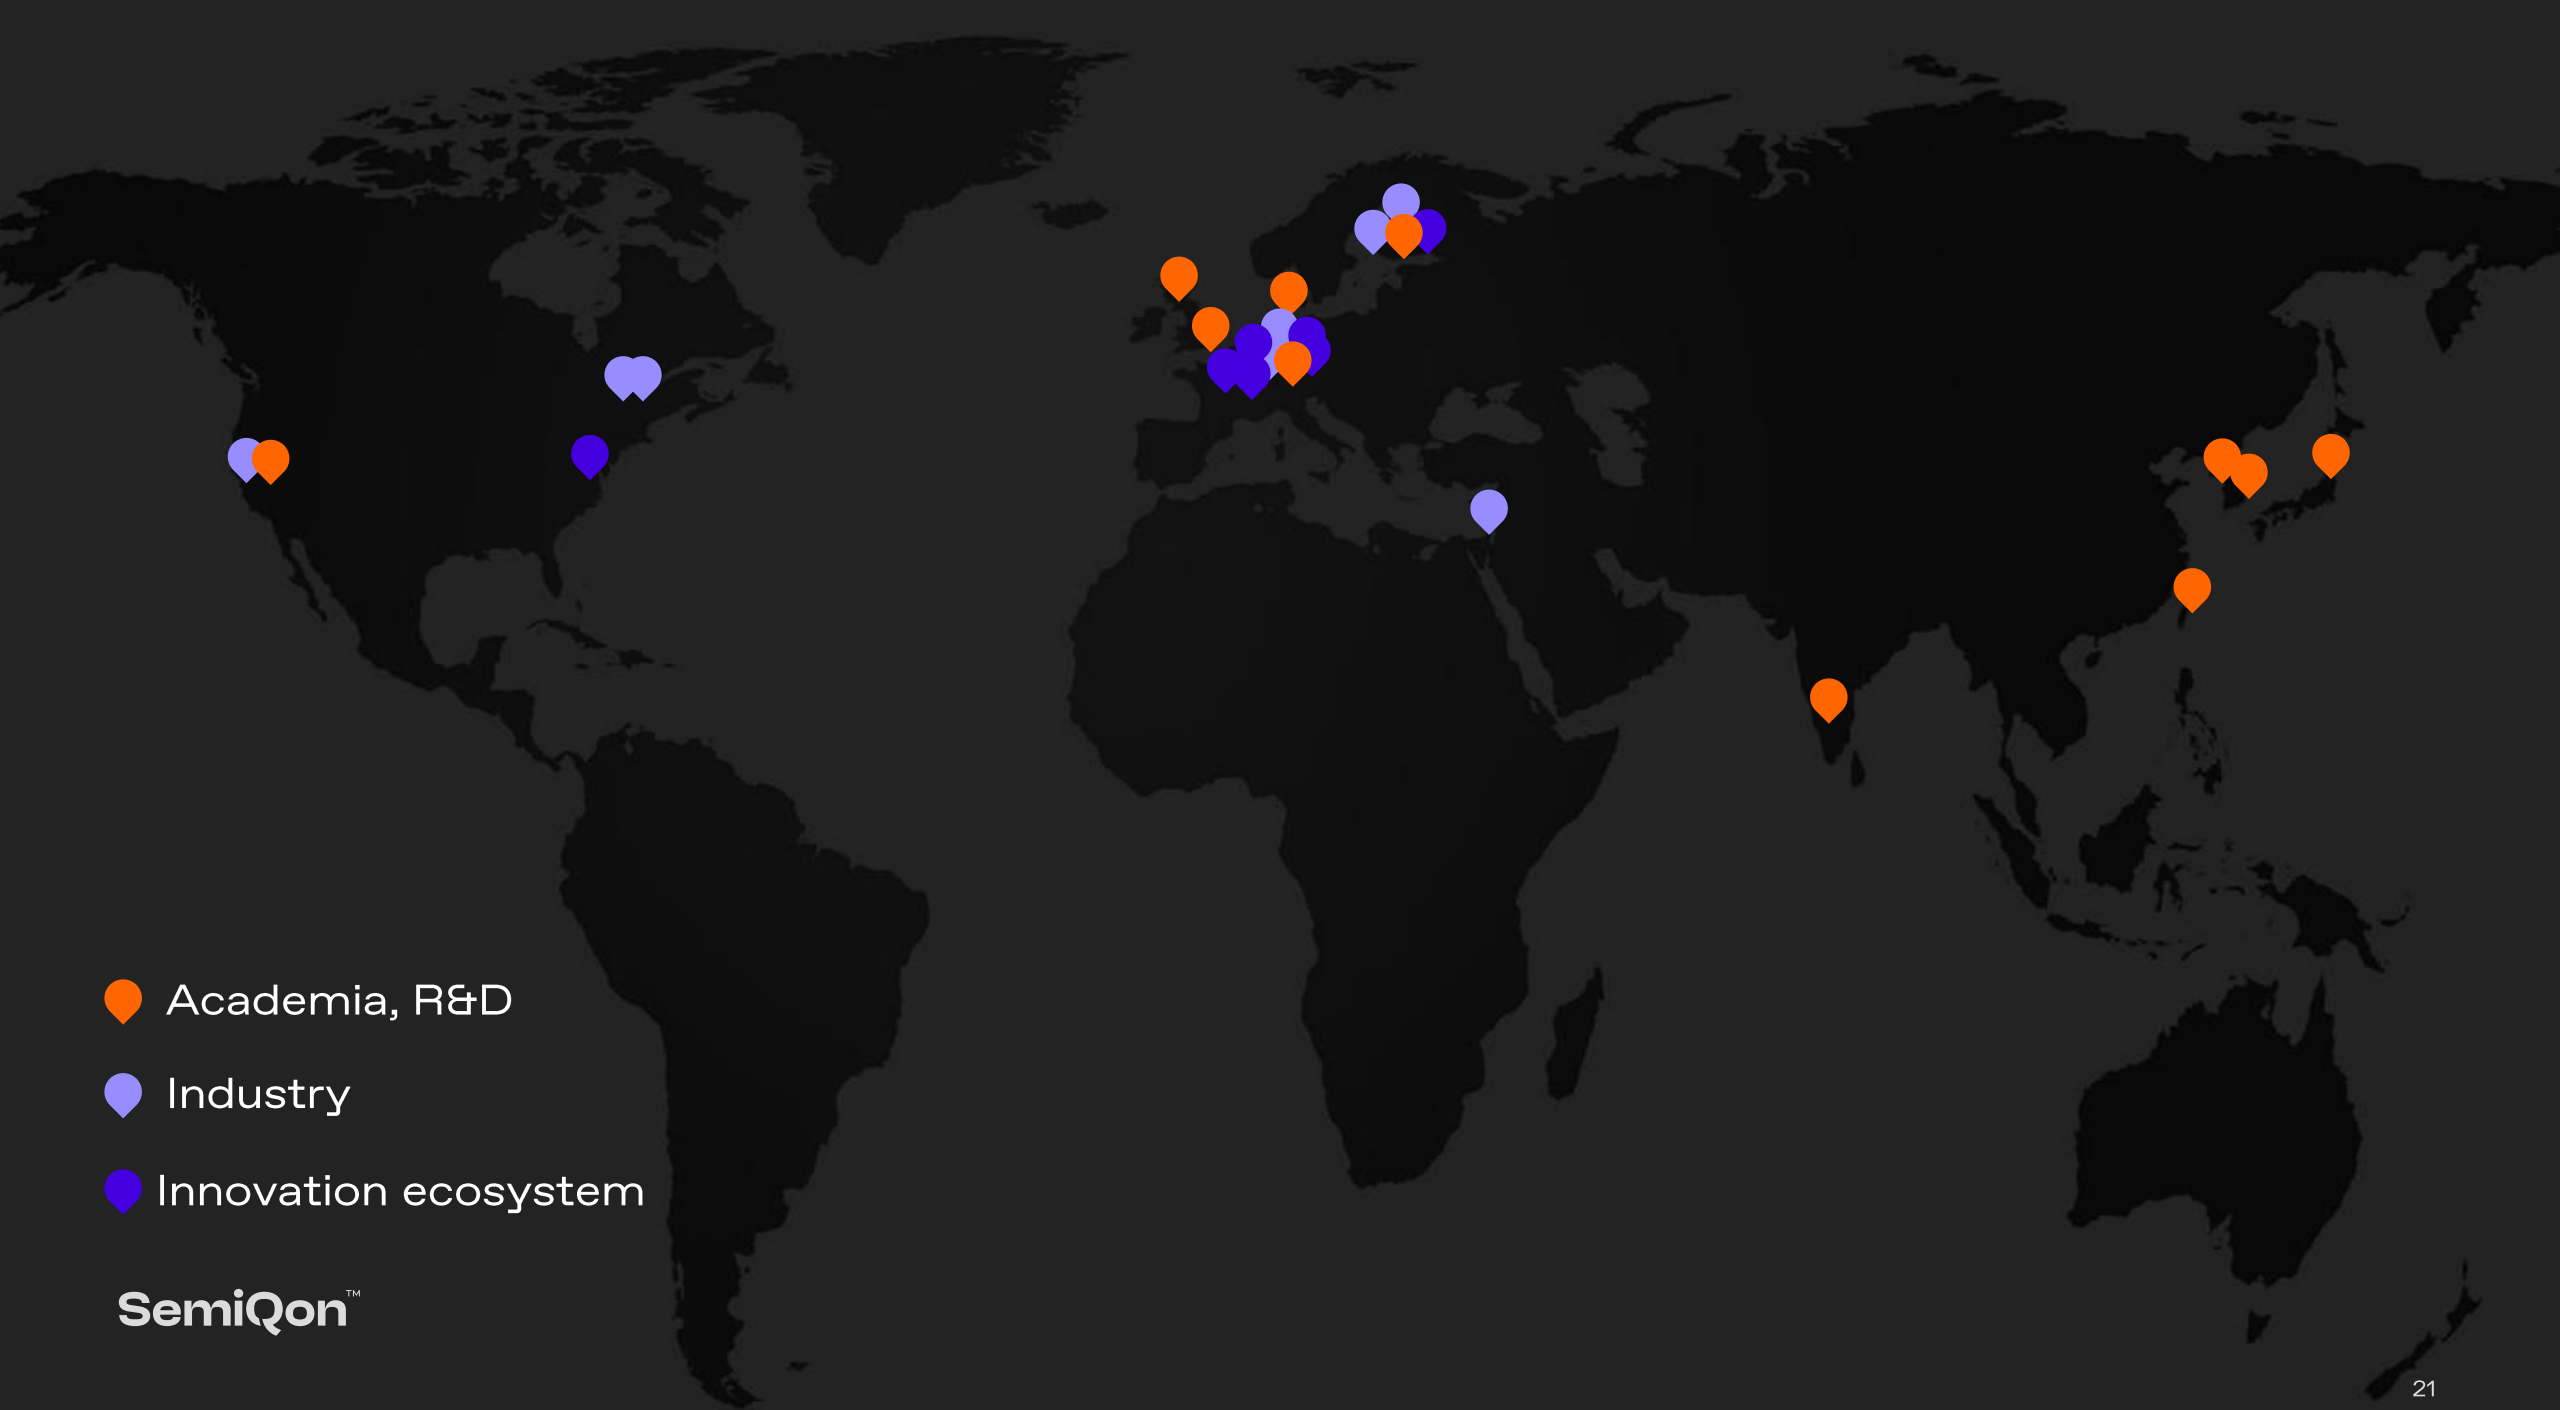 Academia, R&D
Industry
Innovation ecosystem
SemiQon™
21